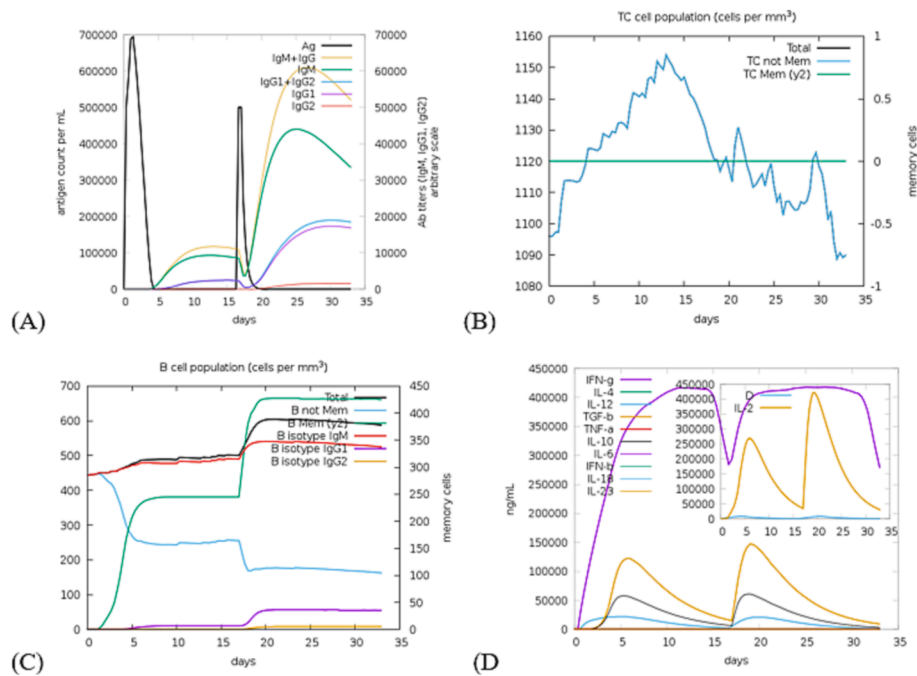 Ag
IgM+IgG
IgM
IgG1+IgG2
IgG1
IgG2
700000
600000
500000
400000
300000
200000
100000
0
antigen count per mL
70000
60000
50000
40000
30000
20000
10000
0
Ab titers (IgM, IgG1, IgG2)
arbitrary scale
0 5 10 15 20 25 30 35
days
(A)
TC cell population (cells per mm³)
Total
TC not Mem
TC Mem (y2)
1160
1150
1140
1130
1120
1110
1100
1090
1080
1
0.5
0
-0.5
-1
memory cells
0 5 10 15 20 25 30 35
days
(B)
B cell population (cells per mm³)
Total
B not Mem
B Mem (y2)
B isotype IgM
B isotype IgG1
B isotype IgG2
700
600
500
400
300
200
100
0
450
400
350
300
250
200
150
100
50
0
memory cells
0 5 10 15 20 25 30 35
days
(C)
IFN-g
IL-4
IL-12
TGF-b
TNF-a
IL-10
IL-6
IFN-b
IL-18
IL-23
450000
400000
350000
300000
250000
200000
150000
100000
50000
0
ng/mL
0 5 10 15 20 25 30 35
days
D
IL-2
450000
400000
350000
300000
250000
200000
150000
100000
50000
0
0 5 10 15 20 25 30 35
(D)